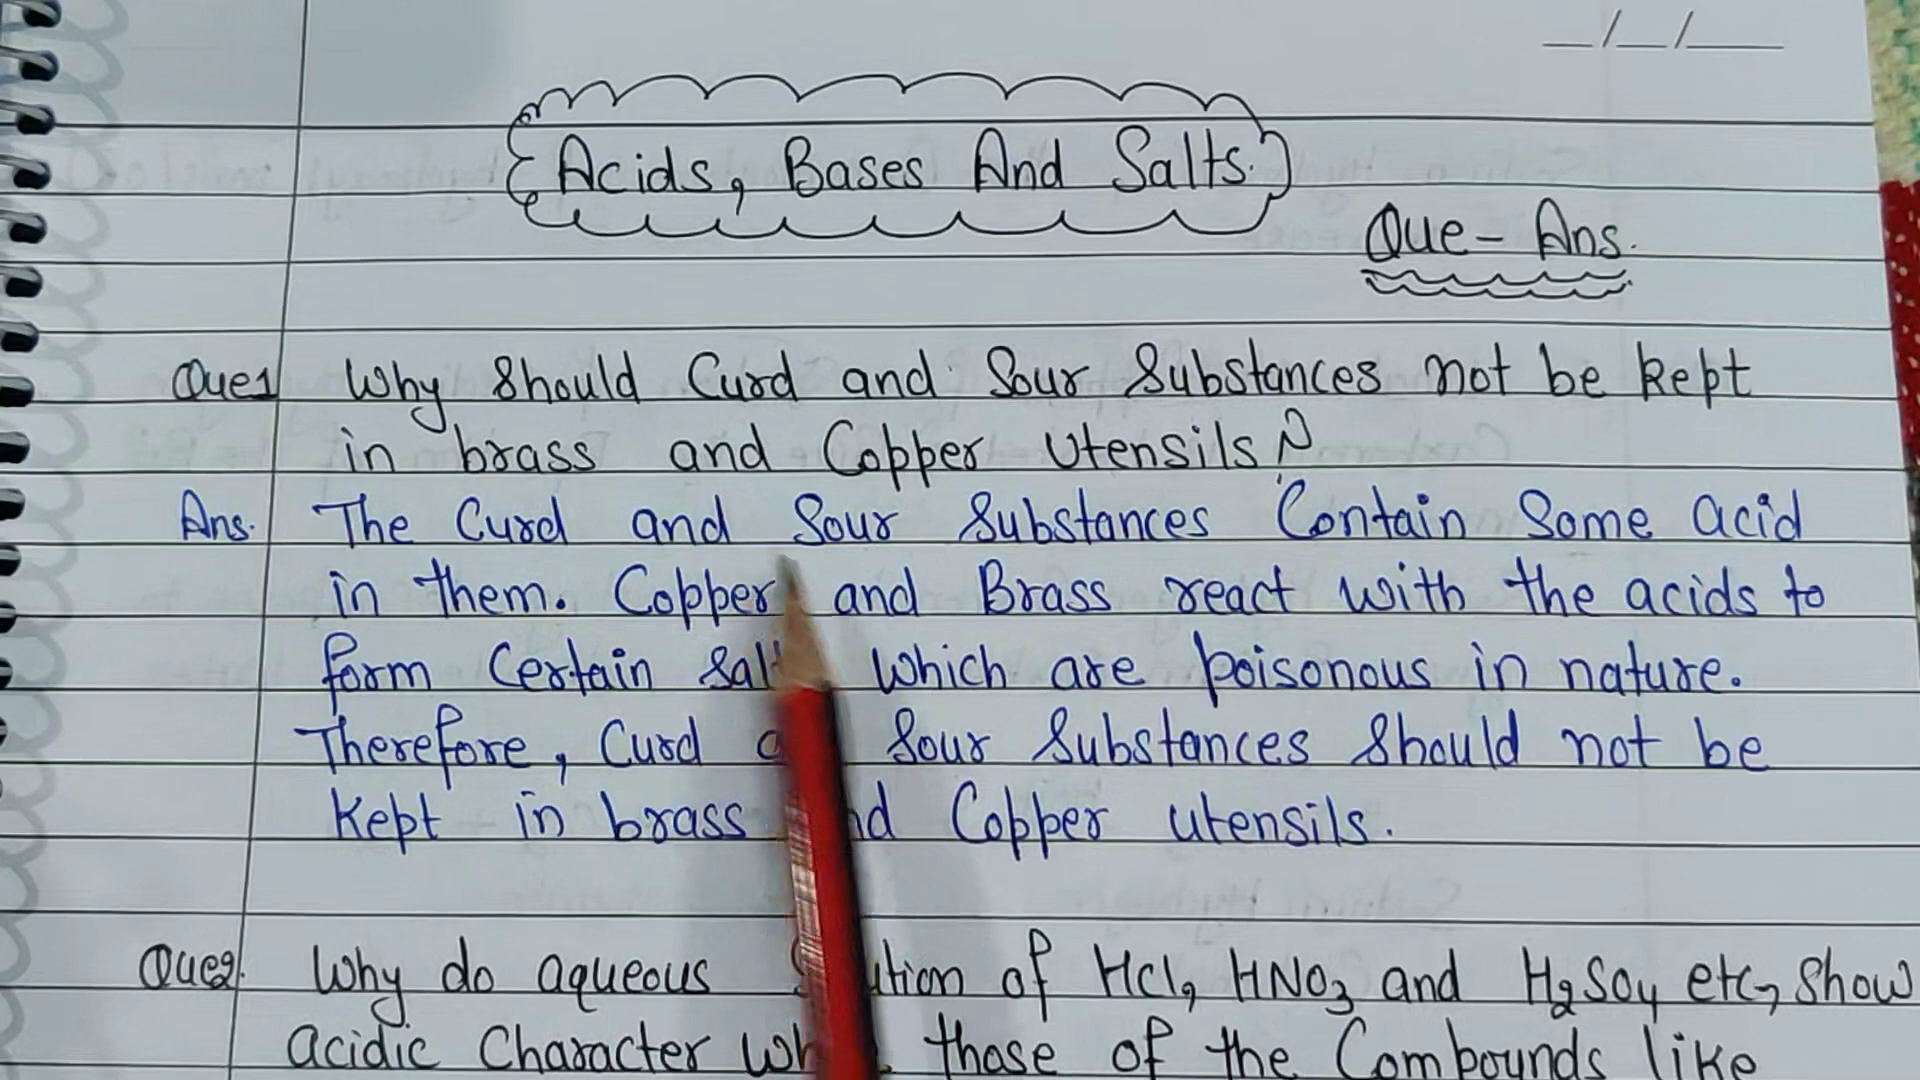 __/__/____
Acids, Bases And Salts.
Que - Ans.
Que1 Why Should Curd and Sour Substances not be kept
in brass and Copper Utensils?
Ans. The Curd and Sour Substances Contain Some acid
in them. Copper and Brass react with the acids to
form Certain which are poisonous in nature.
Therefore, Curd Sour Substances Should not be
kept in brass Copper utensils.
Que2. Why do aqueous of HCl, HNO3 and H2SO4 etc, Show
acidic Character those of the Compounds like